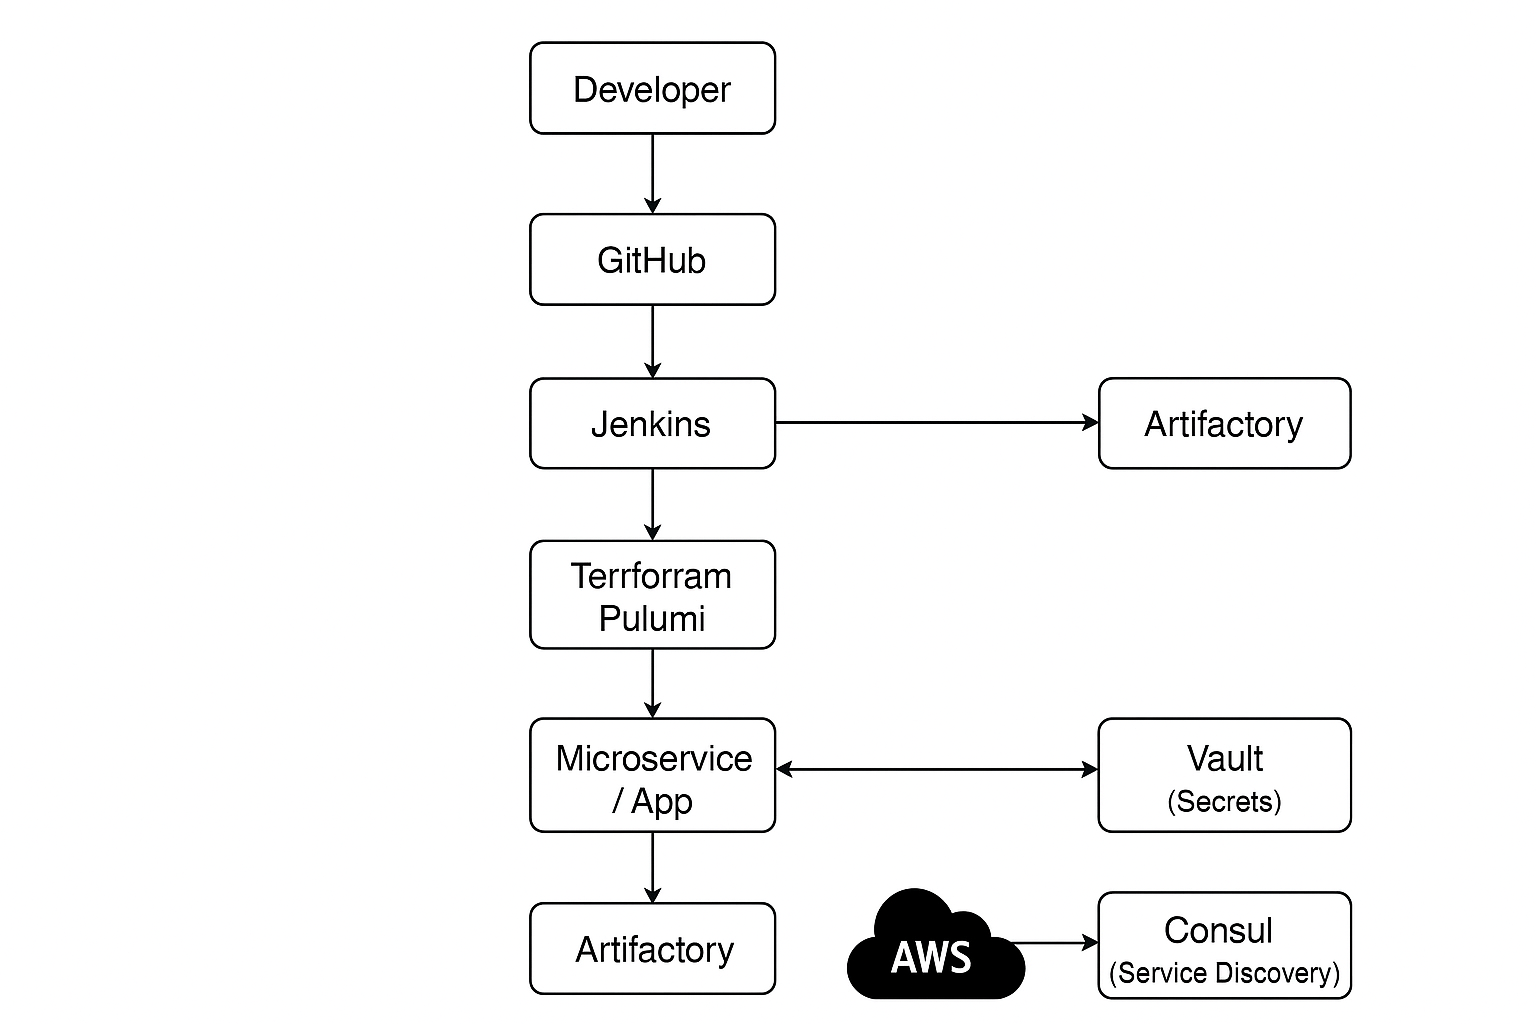 Developer
GitHub
Jenkins
Artifactory
Terrforram
Pulumi
Microservice
/ App
Vault
(Secrets)
Artifactory
AWS
Consul
(Service Discovery)